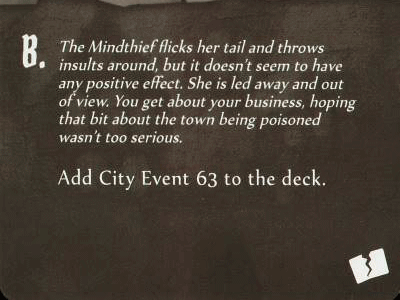 B. The Mindthief flicks her tail and throws
insults around, but it doesn't seem to have
any positive effect. She is led away and out
of view. You get about your business, hoping
that bit about the town being poisoned
wasn't too serious.
Add City Event 63 to the deck.